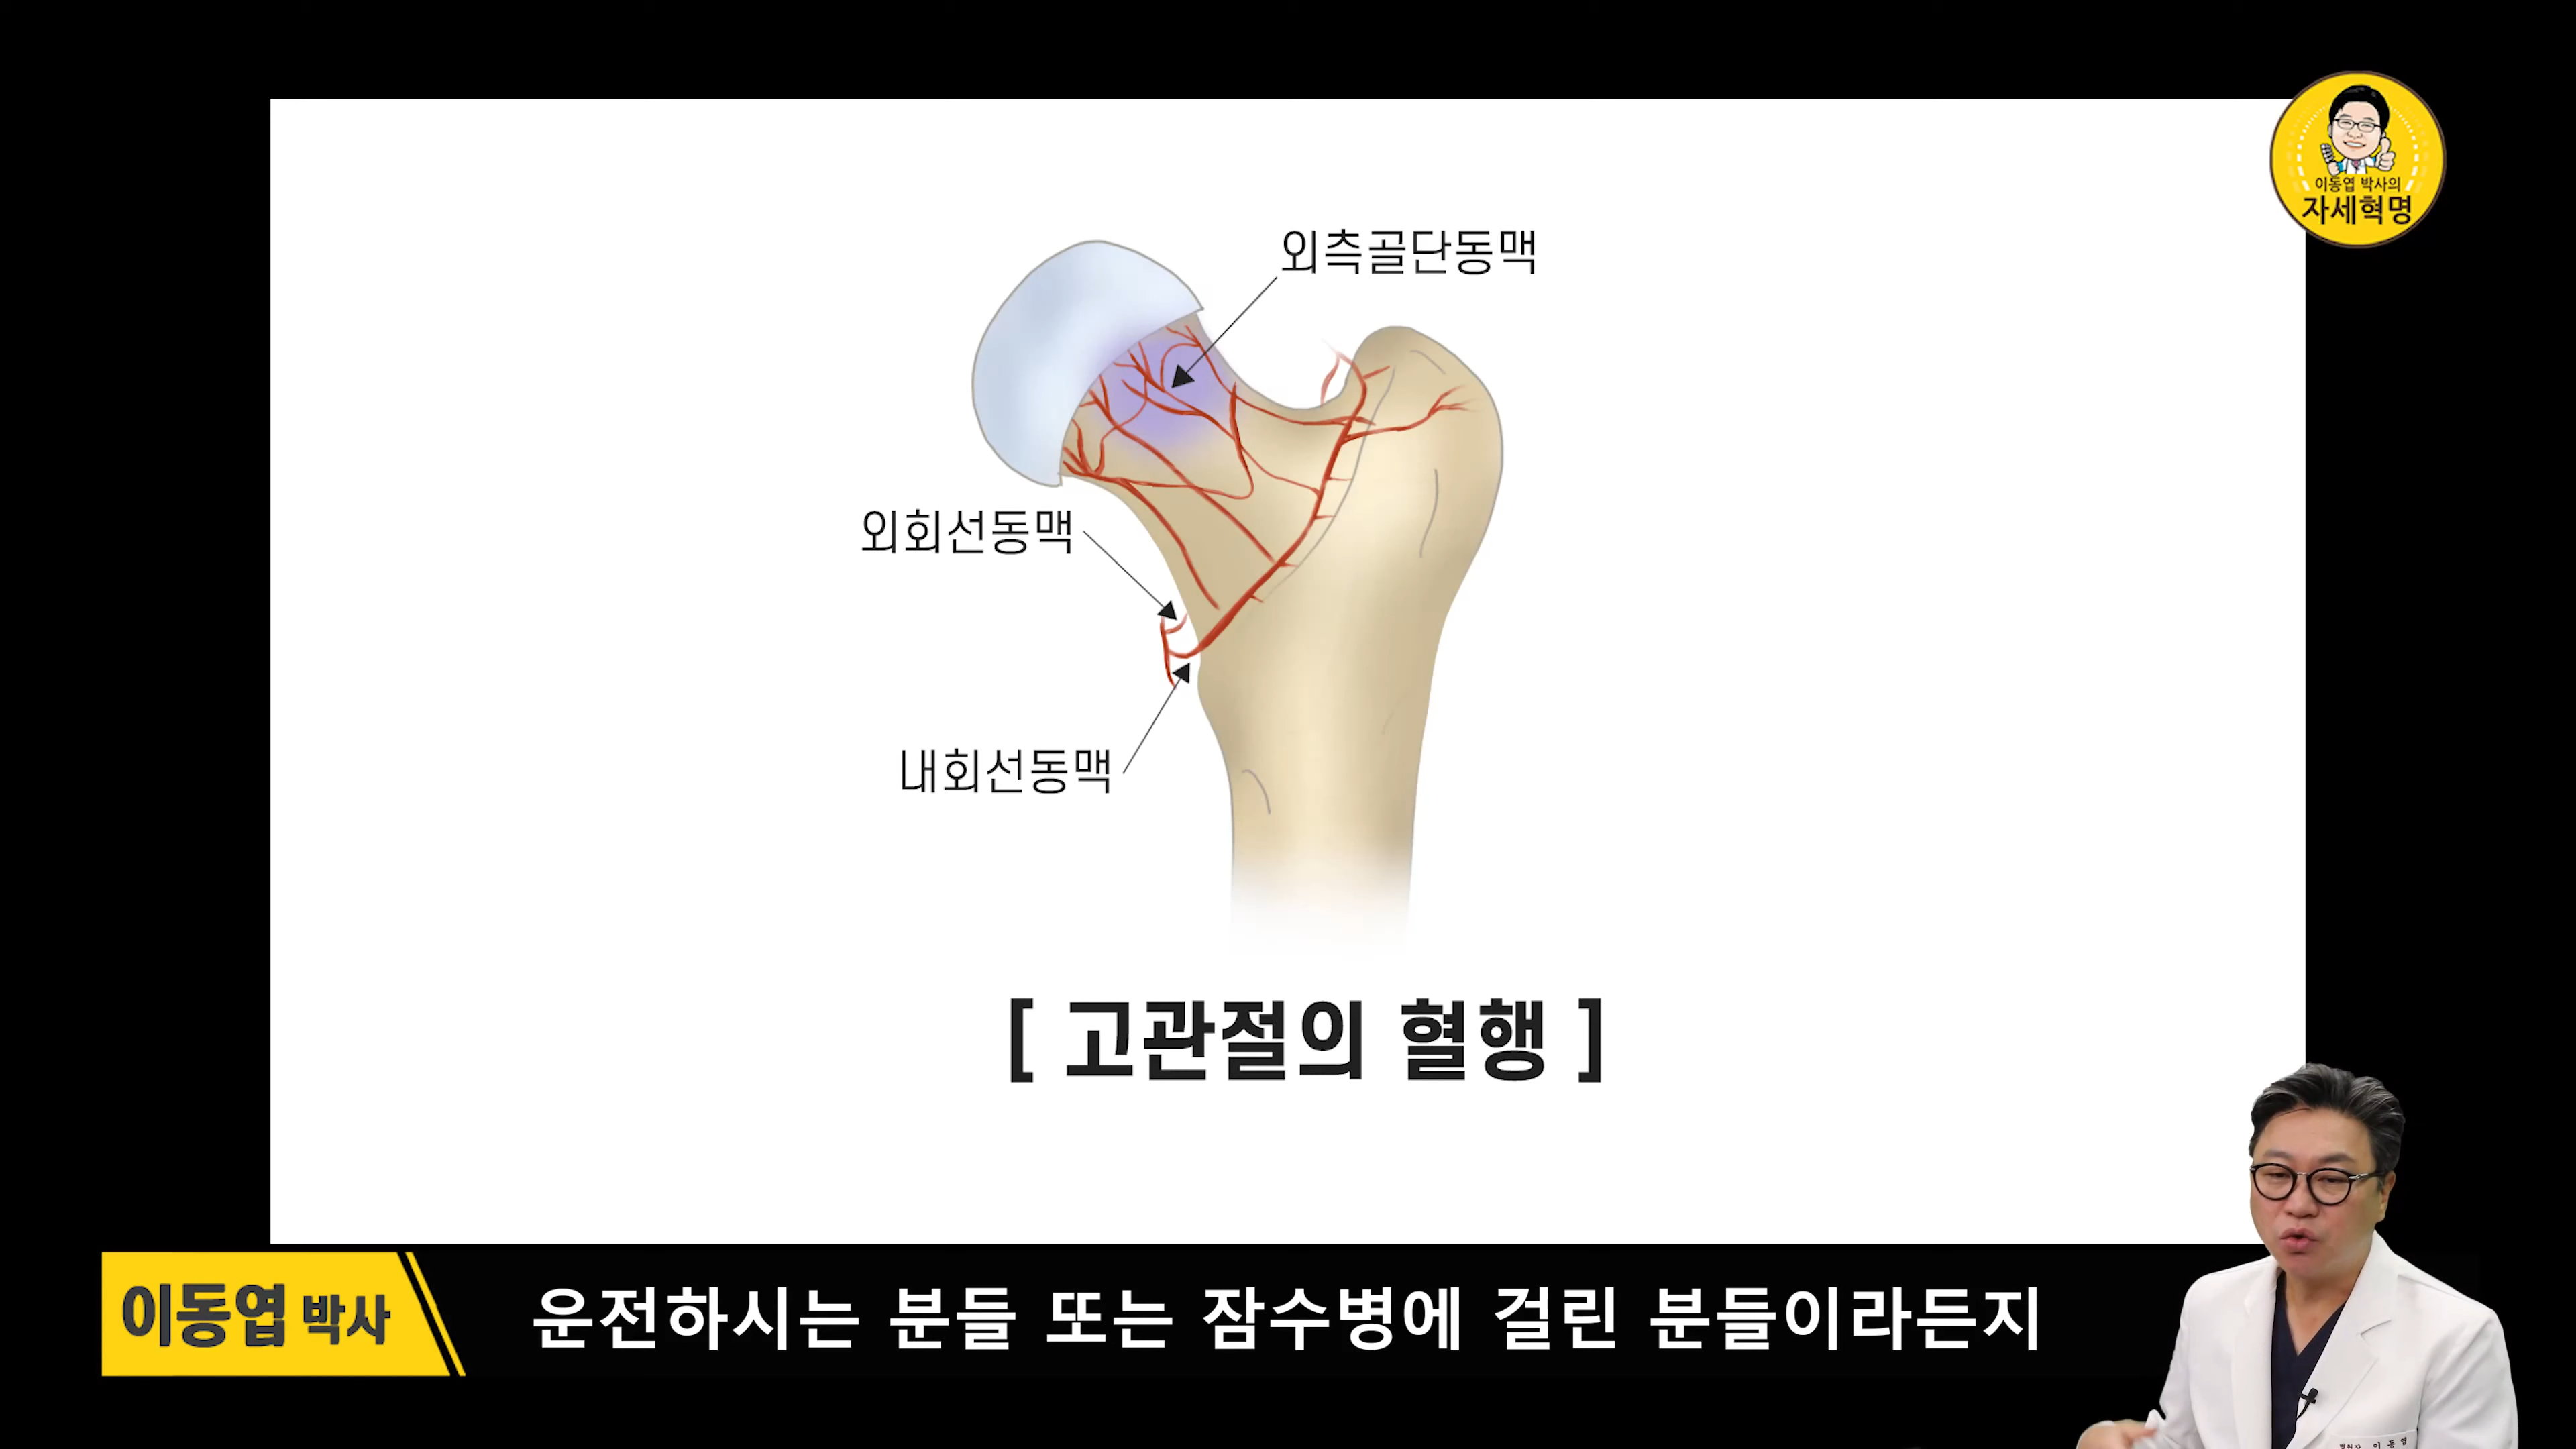 이동엽 박사의
자세혁명
외측골단동맥
외회선동맥
내회선동맥
[ 고관절의 혈행 ]
이동엽 박사
운전하시는 분들 또는 잠수병에 걸린 분들이라든지